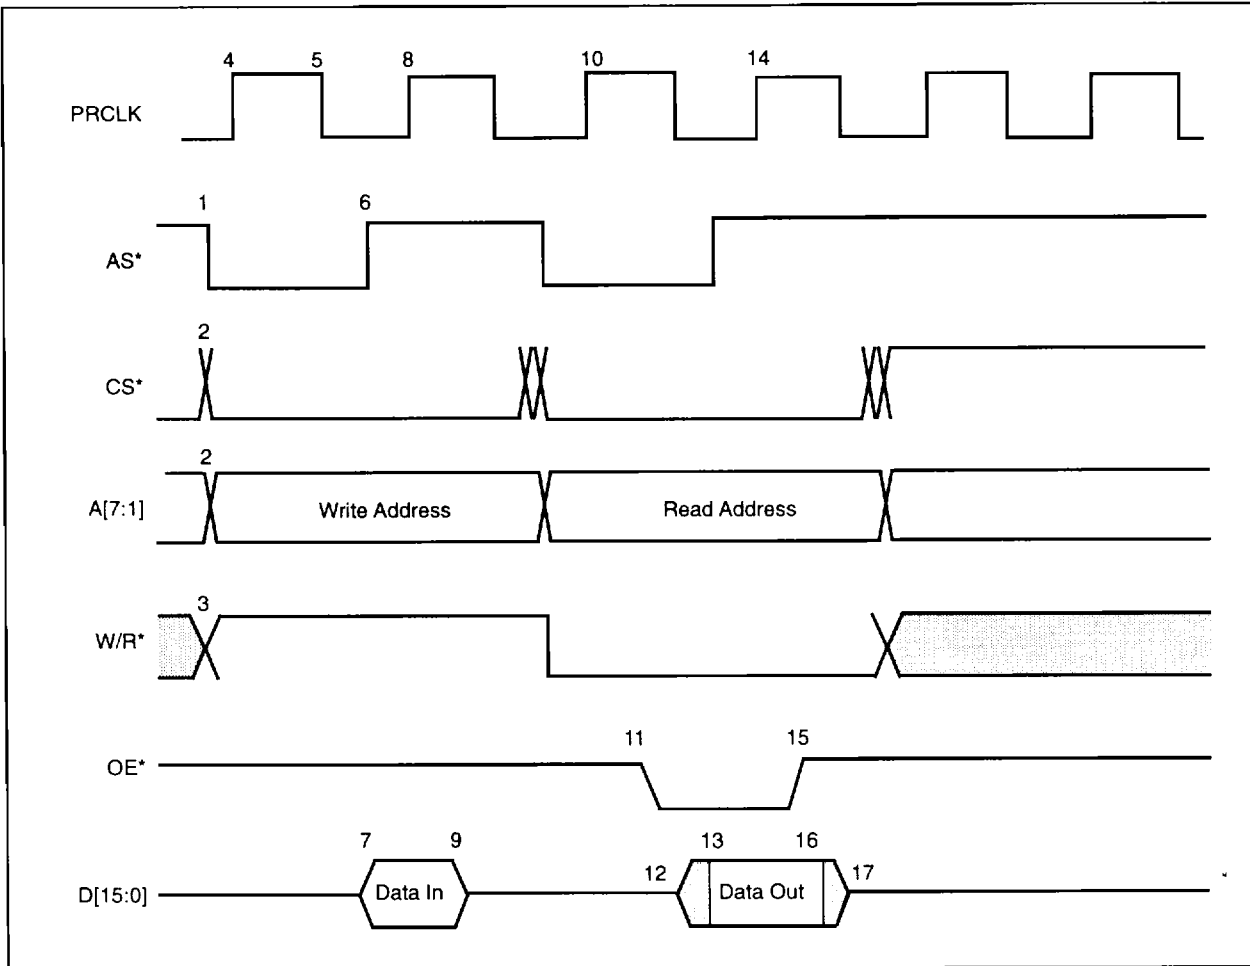 4 5 8 10 14
PRCLK
1 6
AS*
2
CS*
2
A[7:1] Write Address Read Address
3
W/R*
11 15
OE*
7 9 12 13 16 17
D[15:0] Data In Data Out